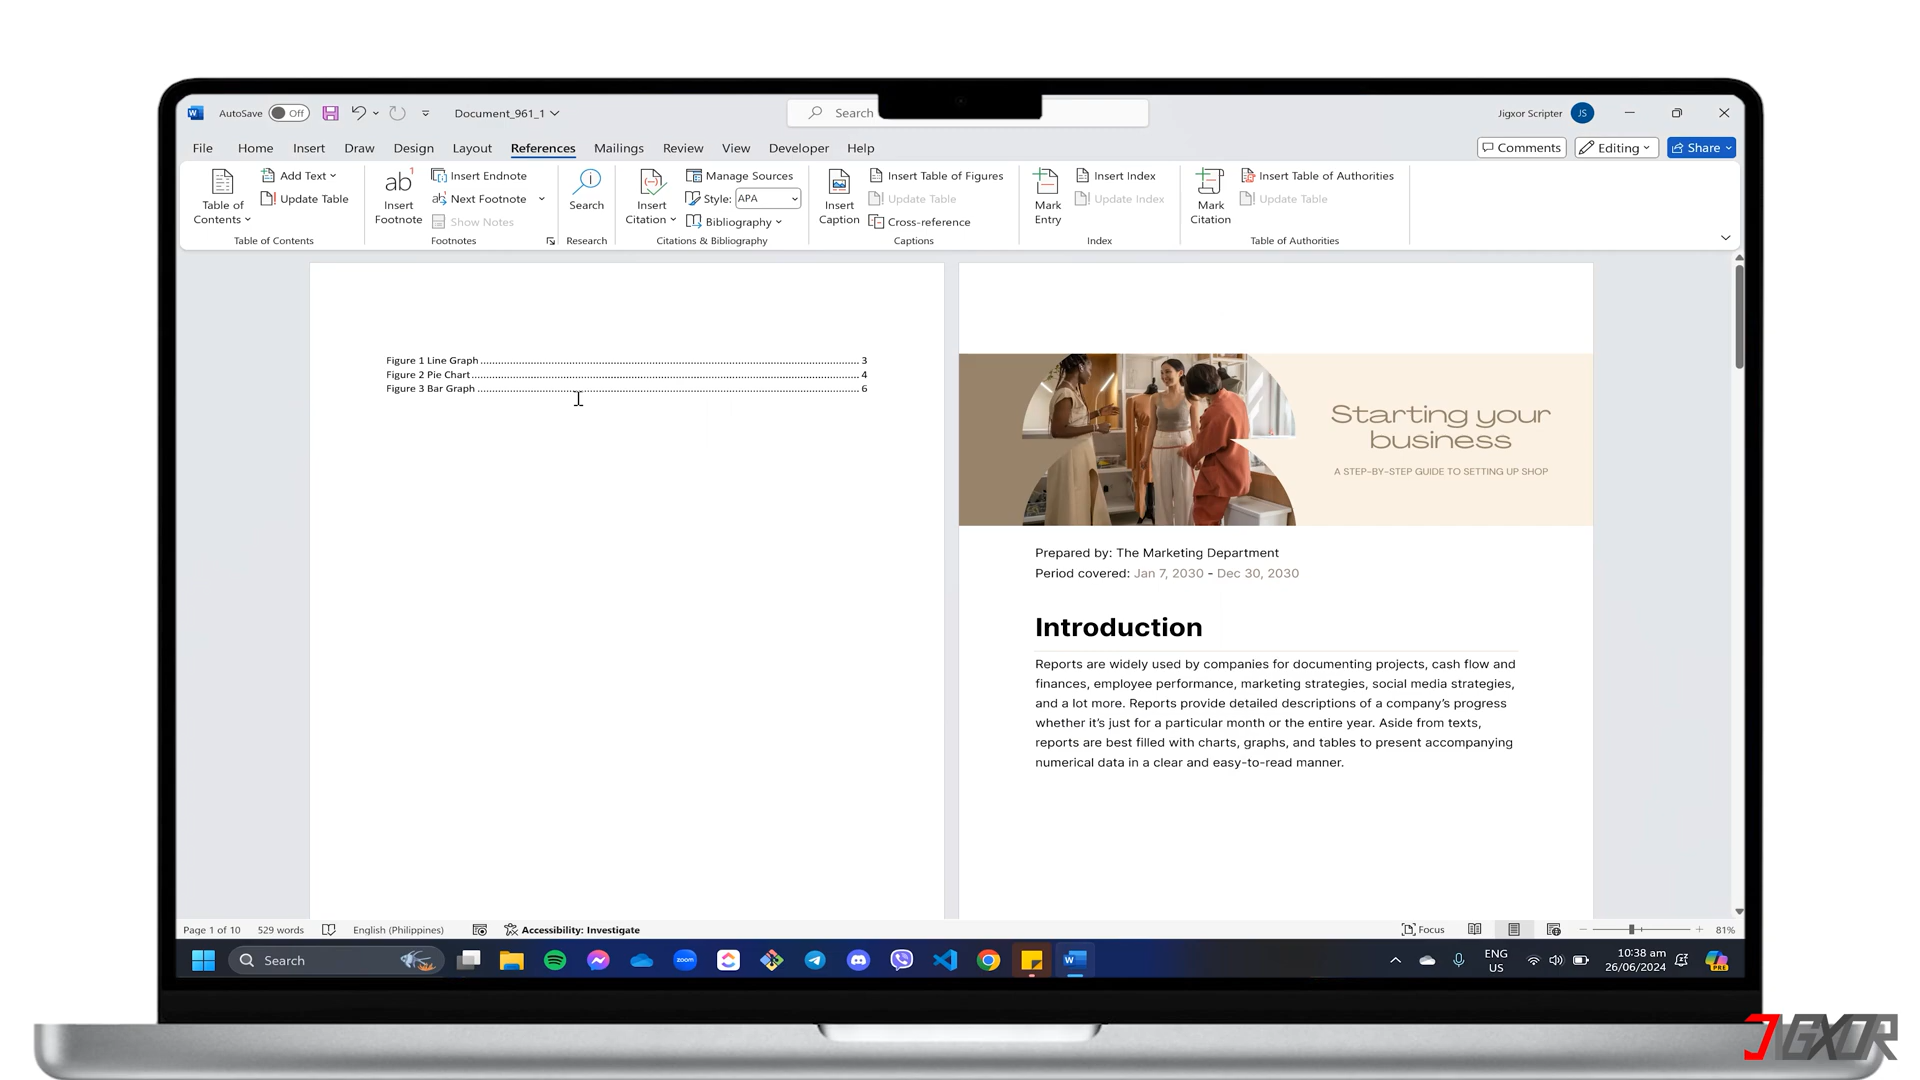 AutoSave Off Document_961_1 Search Jigxor Scripter JS
File Home Insert Draw Design Layout References Mailings Review View Developer Help Comments Editing Share
Table of Contents
Add Text
Update Table
Table of Contents
ab
Insert Footnote
Insert Endnote
Next Footnote
Show Notes
Footnotes
Search
Research
Insert Citation
Manage Sources
Style: APA
Bibliography
Citations & Bibliography
Insert Caption
Insert Table of Figures
Update Table
Cross-reference
Captions
Mark Entry
Insert Index
Update Index
Index
Mark Citation
Insert Table of Authorities
Update Table
Table of Authorities
Figure 1 Line Graph 3
Figure 2 Pie Chart 4
Figure 3 Bar Graph 6
Starting your
business
A STEP-BY-STEP GUIDE TO SETTING UP SHOP
Prepared by: The Marketing Department
Period covered: Jan 7, 2030 - Dec 30, 2030
Introduction
Reports are widely used by companies for documenting projects, cash flow and
finances, employee performance, marketing strategies, social media strategies,
and a lot more. Reports provide detailed descriptions of a company's progress
whether it's just for a particular month or the entire year. Aside from texts,
reports are best filled with charts, graphs, and tables to present accompanying
numerical data in a clear and easy-to-read manner.
Page 1 of 10 529 words English (Philippines) Accessibility: Investigate Focus 81%
Search zoom W ENG US 10:38 am 26/06/2024 PRE
JIGXOR